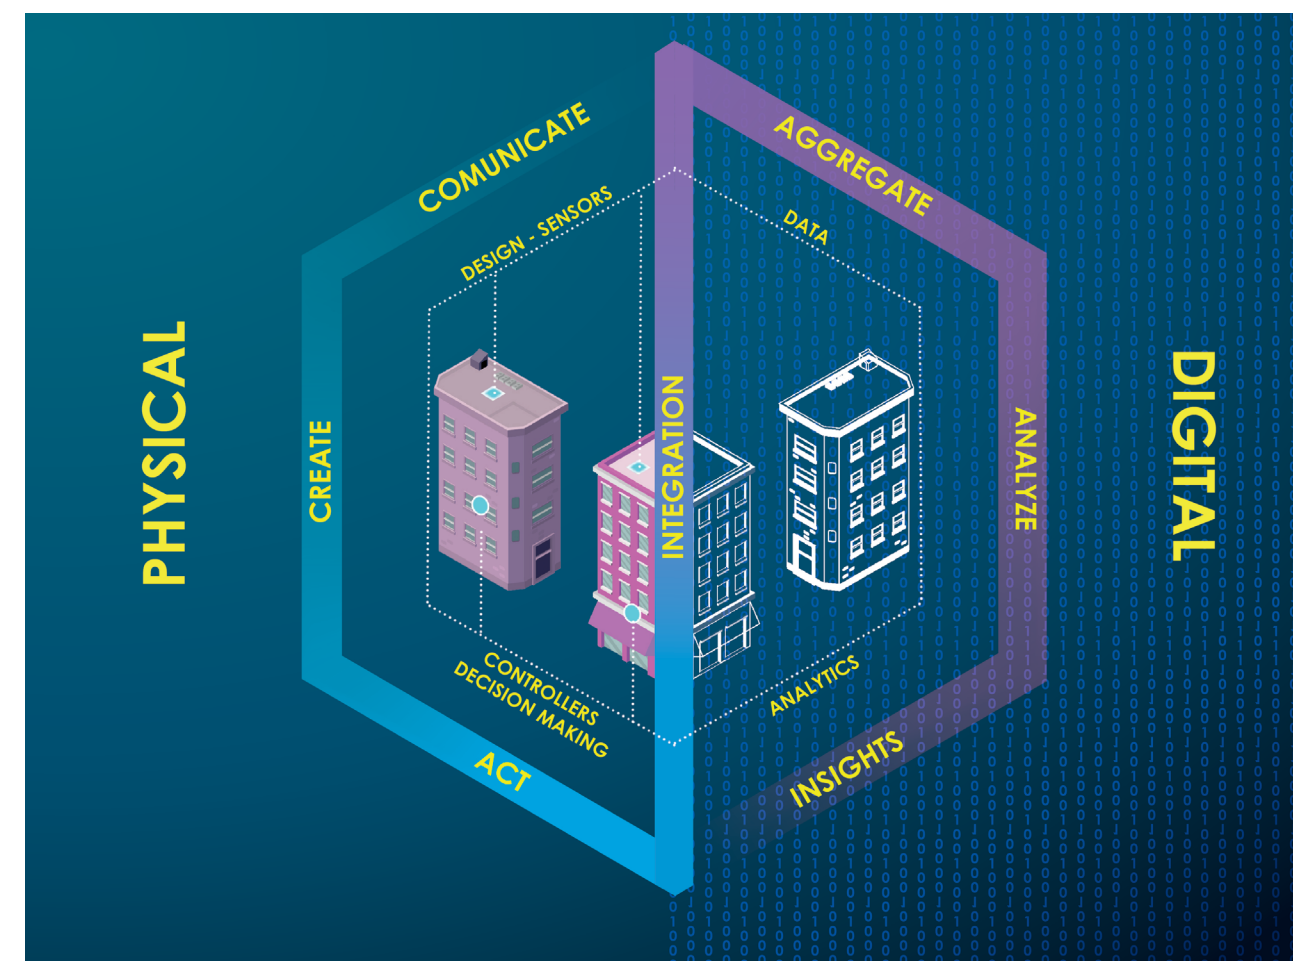 COMUNICATE
AGGREGATE
DESIGN - SENSORS
DATA
PHYSICAL
CREATE
INTEGRATION
ANALYZE
DIGITAL
CONTROLLERS
DECISION MAKING
ANALYTICS
ACT
INSIGHTS